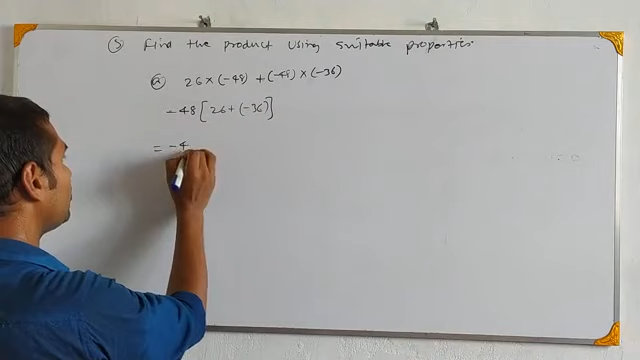 ⑤ Find the product using suitable properties.
ⓐ 26 × (-48) + (-48) × (-36)
-48 [ 26 + (-36) ]
= -4